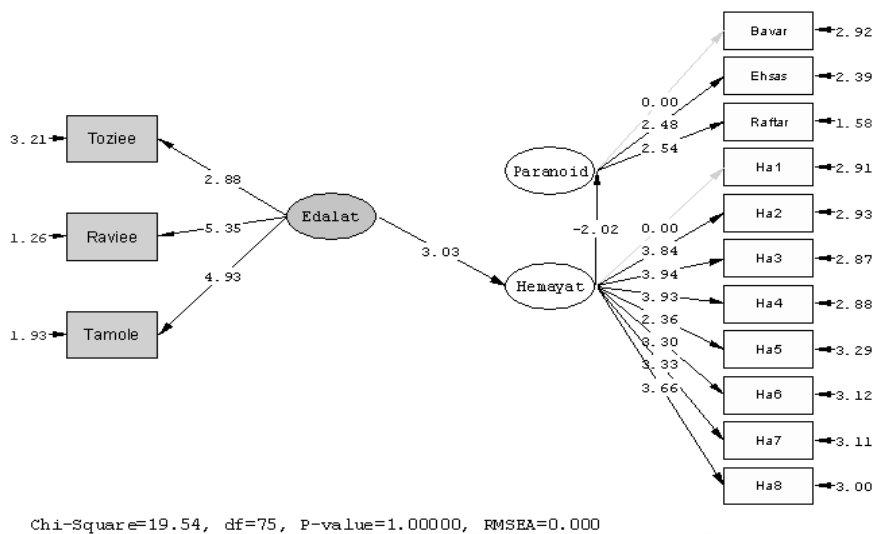 Bavar
2.92
Ehsas
2.39
0.00
2.48
2.54
Raftar
1.58
3.21
Toziee
2.88
Paranoid
Ha1
2.91
Edalat
-2.02
0.00
Ha2
2.93
1.26
Raviee
5.35
3.03
3.84
3.94
3.93
2.36
3.30
3.33
3.66
Ha3
2.87
4.93
Hemayat
Ha4
2.88
1.93
Tamole
Ha5
3.29
Ha6
3.12
Ha7
3.11
Ha8
3.00
Chi-Square=19.54, df=75, P-value=1.00000, RMSEA=0.000